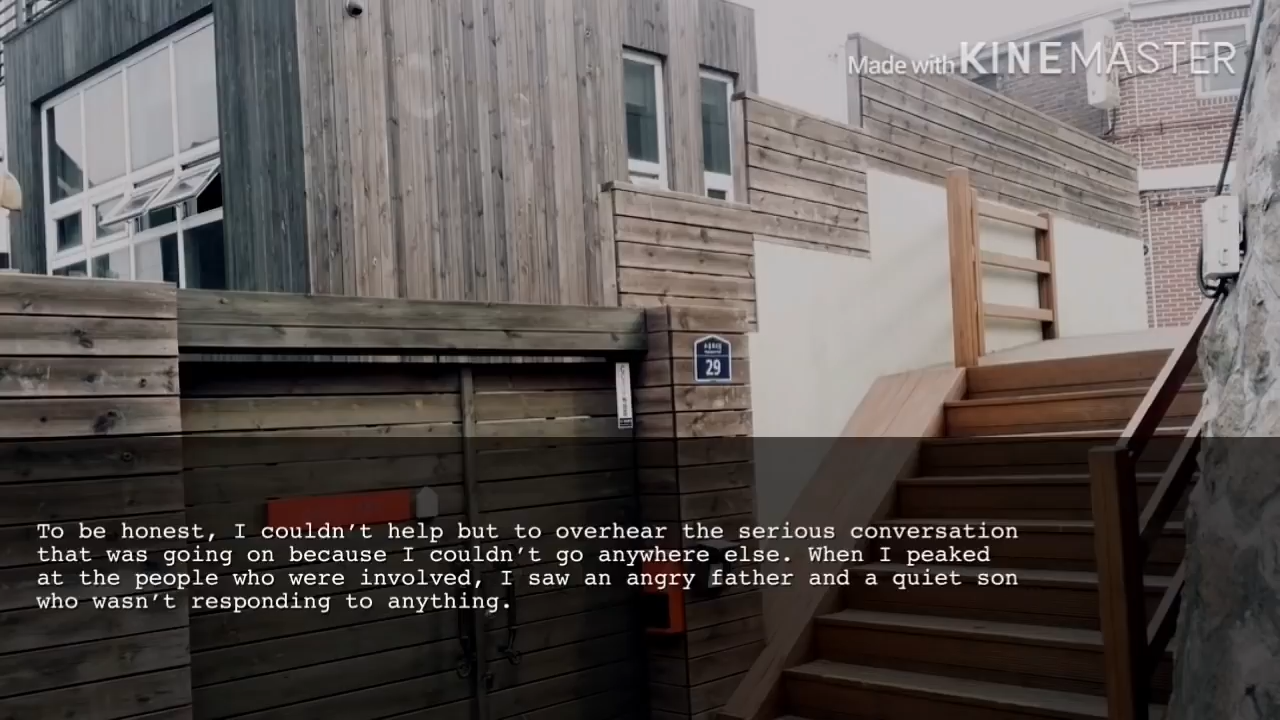 Made with KINEMASTER
29
To be honest, I couldn't help but to overhear the serious conversation
that was going on because I couldn't go anywhere else. When I peaked
at the people who were involved, I saw an angry father and a quiet son
who wasn't responding to anything.